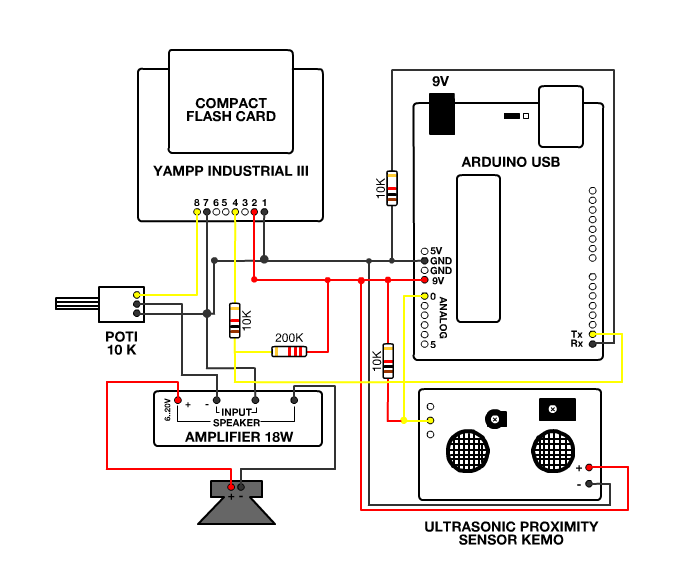 9V
COMPACT
FLASH CARD
YAMPP INDUSTRIAL III
ARDUINO USB
10K
8 7 6 5 4 3 2 1
5V
GND
GND
9V
0
ANALOG
5
Tx
Rx
POTI
10 K
10K
200K
10K
6..20V
+ -
INPUT
SPEAKER
AMPLIFIER 18W
+ -
+
-
ULTRASONIC PROXIMITY
SENSOR KEMO